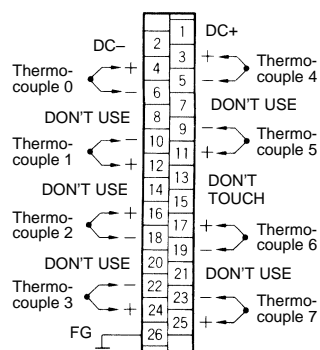 DC–
2
1
DC+
Thermo-
couple 0
+
4
–
6
3
+
5
–
Thermo-
couple 4
DON'T USE
8
7
DON'T USE
Thermo-
couple 1
–
10
+
12
9
–
11
+
Thermo-
couple 5
DON'T USE
14
13
15
DON'T
TOUCH
Thermo-
couple 2
+
16
–
18
17
+
19
–
Thermo-
couple 6
DON'T USE
20
21
DON'T USE
Thermo-
couple 3
–
22
+
24
23
–
25
+
Thermo-
couple 7
FG
26